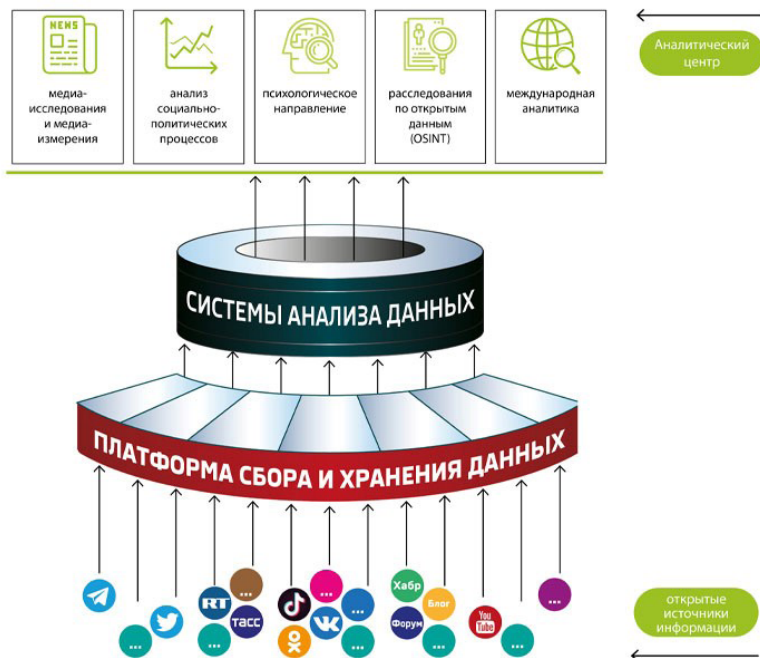 NEWS
медиа-
исследования
и медиа-
измерения
анализ
социально-
политических
процессов
психологическое
направление
расследования
по открытым
данным
(OSINT)
международная
аналитика
Аналитический
центр
СИСТЕМЫ АНАЛИЗА ДАННЫХ
ПЛАТФОРМА СБОРА И ХРАНЕНИЯ ДАННЫХ
...
RT
...
...
ТАСС
...
...
...
Хабр
Форум
Блог
...
You
Tube
...
...
открытые
источники
информации